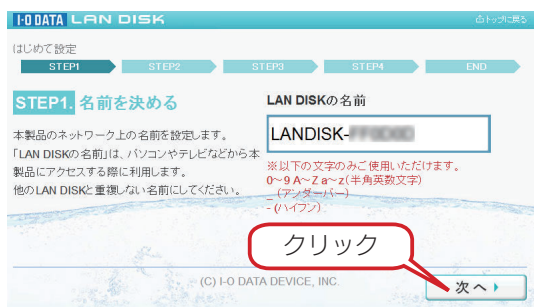 I-O DATA LAN DISK
トップに戻る
はじめて設定
STEP1 STEP2 STEP3 STEP4 END
STEP1. 名前を決める
本製品のネットワーク上の名前を設定します。
「LAN DISKの名前」は、パソコンやテレビなどから本
製品にアクセスする際に利用します。
他のLAN DISKと重複しない名前にしてください。
LAN DISKの名前
LANDISK-
※以下の文字のみご使用いただけます。
0～9 A～Z a～z(半角英数文字)
_ (アンダーバー)
- (ハイフン)
クリック
次へ
(C) I-O DATA DEVICE, INC.